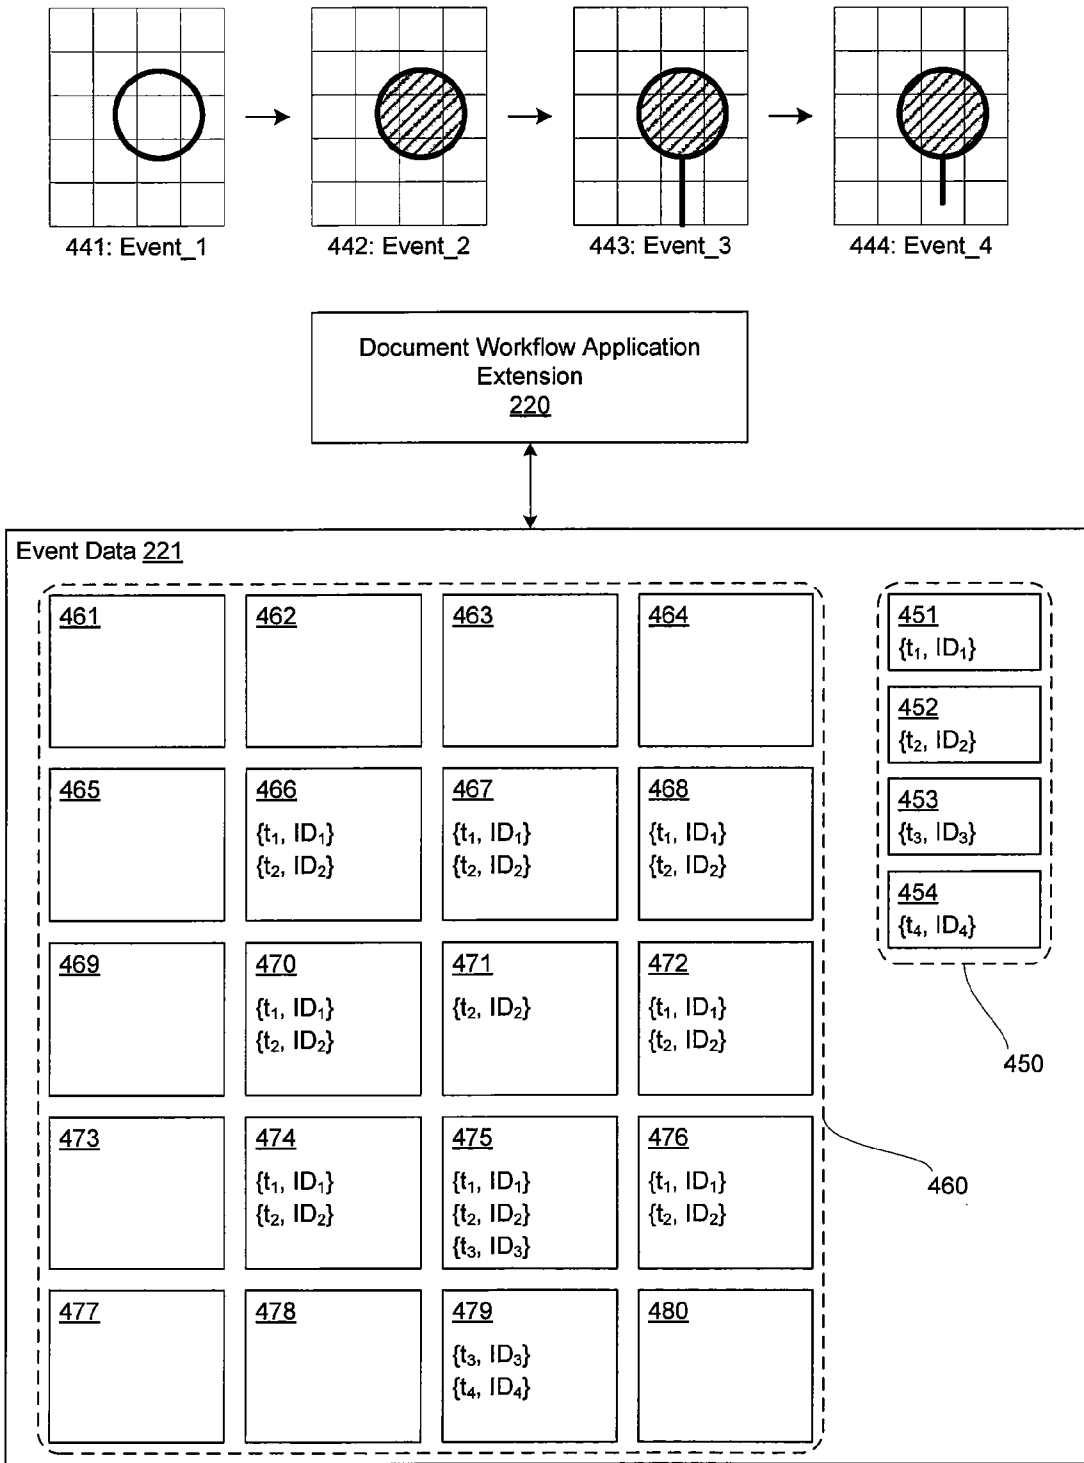 441: Event_1
442: Event_2
443: Event_3
444: Event_4
Document Workflow Application
Extension
220
Event Data 221
461
462
463
464
451
{t₁, ID₁}
452
{t₂, ID₂}
453
{t₃, ID₃}
454
{t₄, ID₄}
450
465
466
{t₁, ID₁}
{t₂, ID₂}
467
{t₁, ID₁}
{t₂, ID₂}
468
{t₁, ID₁}
{t₂, ID₂}
469
470
{t₁, ID₁}
{t₂, ID₂}
471
{t₂, ID₂}
472
{t₁, ID₁}
{t₂, ID₂}
473
474
{t₁, ID₁}
{t₂, ID₂}
475
{t₁, ID₁}
{t₂, ID₂}
{t₃, ID₃}
476
{t₁, ID₁}
{t₂, ID₂}
460
477
478
479
{t₃, ID₃}
{t₄, ID₄}
480